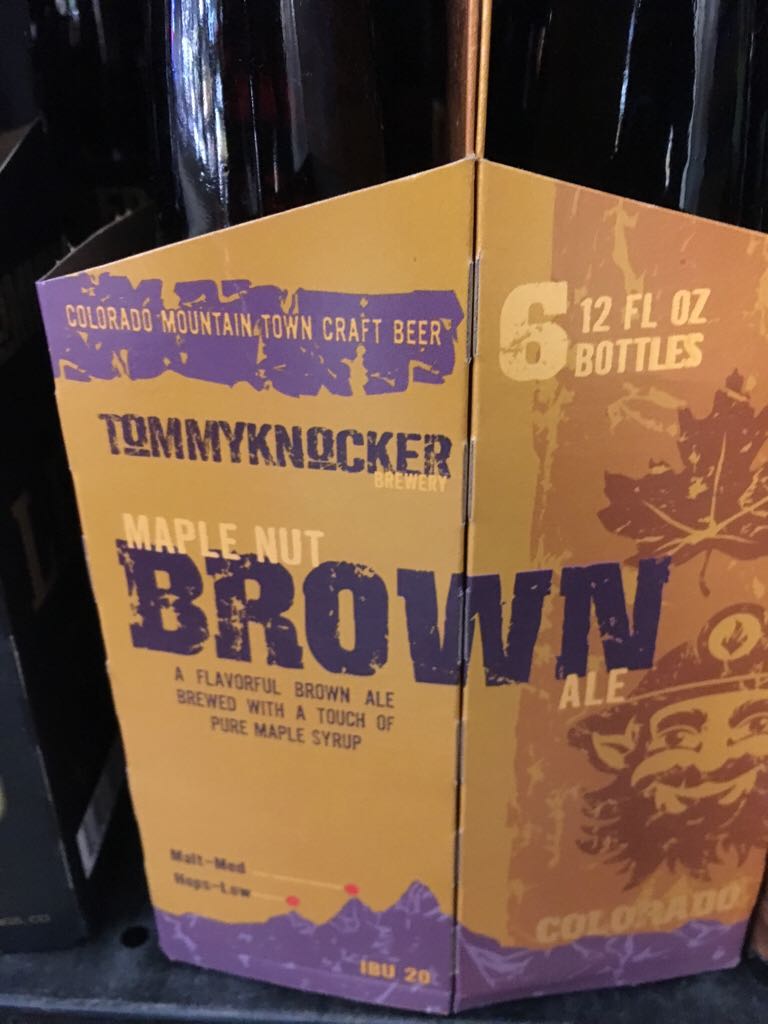 COLORADO MOUNTAIN TOWN CRAFT BEER
TOMMYKNOCKER
BREWERY
MAPLE NUT
BROWN
ALE
A FLAVORFUL BROWN ALE
BREWED WITH A TOUCH OF
PURE MAPLE SYRUP
Malt-Med
Hops-Low
IBU 20
6 12 FL OZ
BOTTLES
COLORADO